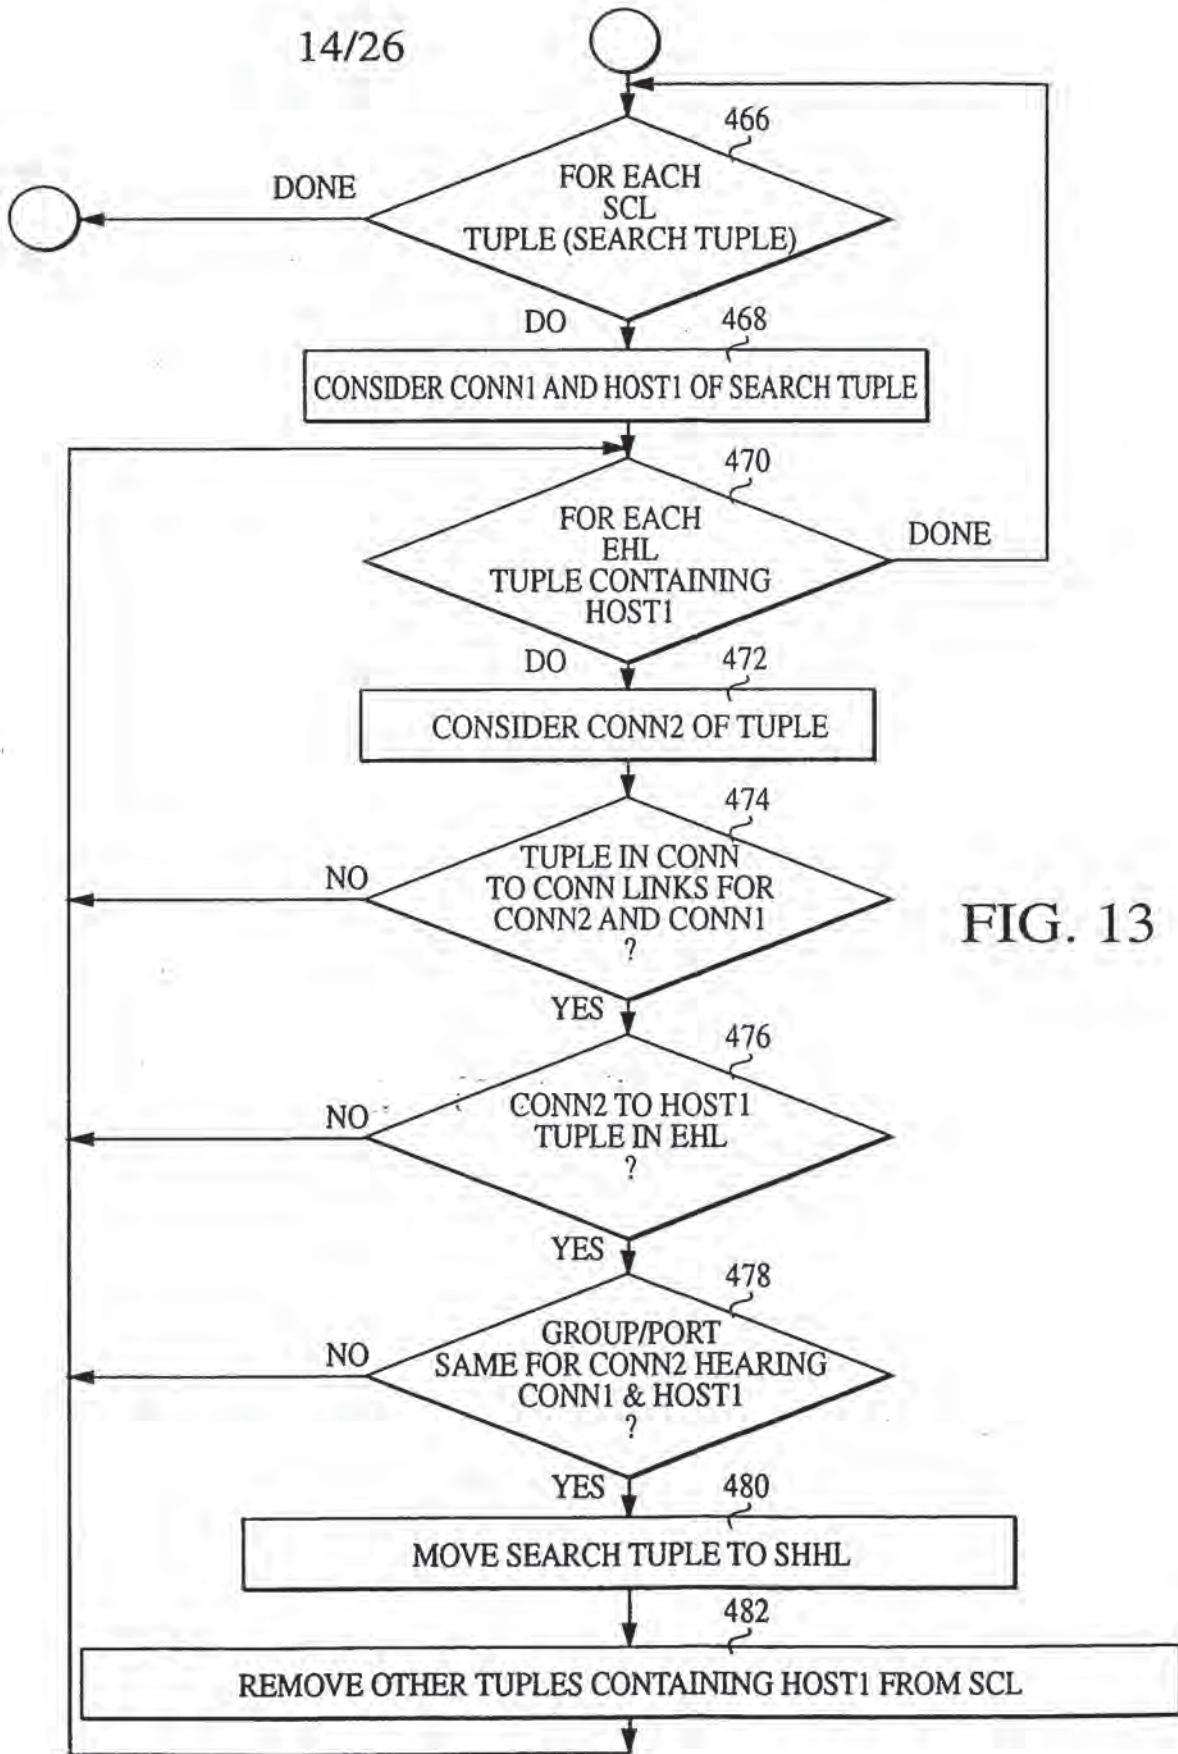 14/26
466
FOR EACH
SCL
TUPLE (SEARCH TUPLE)
DONE
DO
468
CONSIDER CONN1 AND HOST1 OF SEARCH TUPLE
470
FOR EACH
EHL
TUPLE CONTAINING
HOST1
DONE
DO
472
CONSIDER CONN2 OF TUPLE
474
TUPLE IN CONN
TO CONN LINKS FOR
CONN2 AND CONN1
?
NO
YES
FIG. 13
476
CONN2 TO HOST1
TUPLE IN EHL
?
NO
YES
478
GROUP/PORT
SAME FOR CONN2 HEARING
CONN1 & HOST1
?
NO
YES
480
MOVE SEARCH TUPLE TO SHHL
482
REMOVE OTHER TUPLES CONTAINING HOST1 FROM SCL